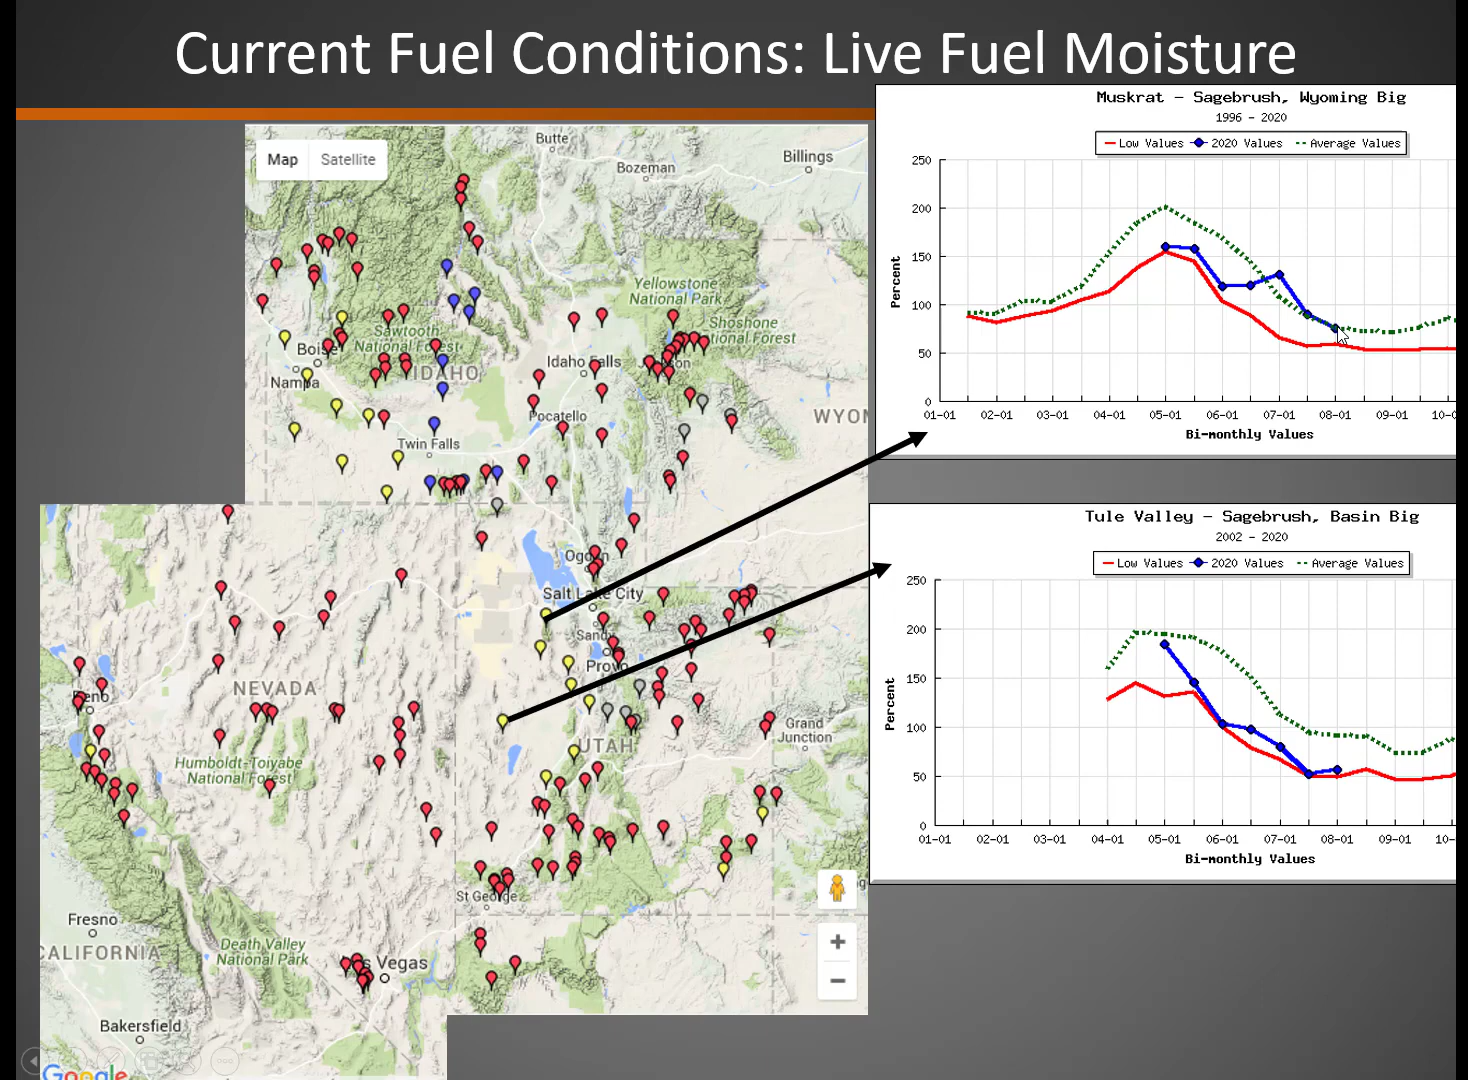 Current Fuel Conditions: Live Fuel Moisture
Map
Satellite
Butte
Billings
Bozeman
Yellowstone
National Park
Shoshone
National Forest
Sawtooth
National Forest
Boise
Nampa
IDAHO
Idaho Falls
Jackson
Pocatello
Twin Falls
WYOM
Ogden
Salt Lake City
Sandy
Provo
NEVADA
Reno
UTAH
Grand
Junction
Humboldt-Toiyabe
National Forest
St George
Fresno
CALIFORNIA
Death Valley
National Park
Las Vegas
Bakersfield
Google
+
−
Muskrat - Sagebrush, Wyoming Big
1996 - 2020
Low Values 2020 Values Average Values
250
200
150
100
50
0
Percent
01-01 02-01 03-01 04-01 05-01 06-01 07-01 08-01 09-01 10-0
Bi-monthly Values
Tule Valley - Sagebrush, Basin Big
2002 - 2020
Low Values 2020 Values Average Values
250
200
150
100
50
0
Percent
01-01 02-01 03-01 04-01 05-01 06-01 07-01 08-01 09-01 10-
Bi-monthly Values